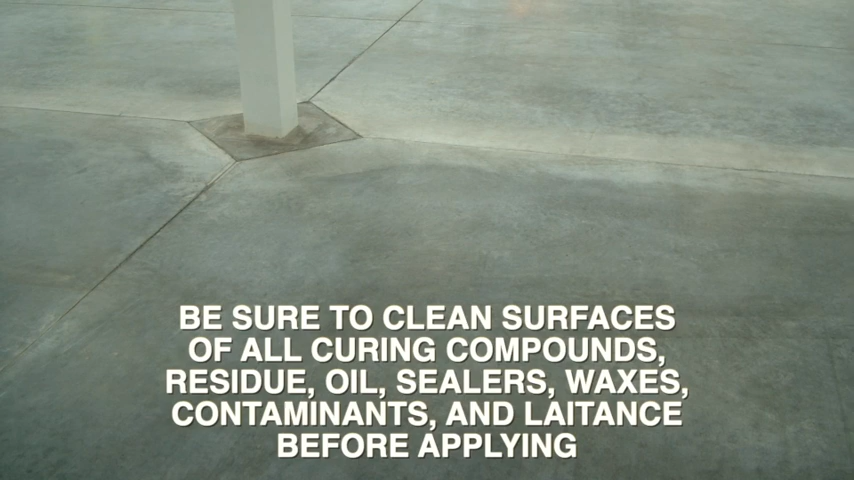 BE SURE TO CLEAN SURFACES
OF ALL CURING COMPOUNDS,
RESIDUE, OIL, SEALERS, WAXES,
CONTAMINANTS, AND LAITANCE
BEFORE APPLYING